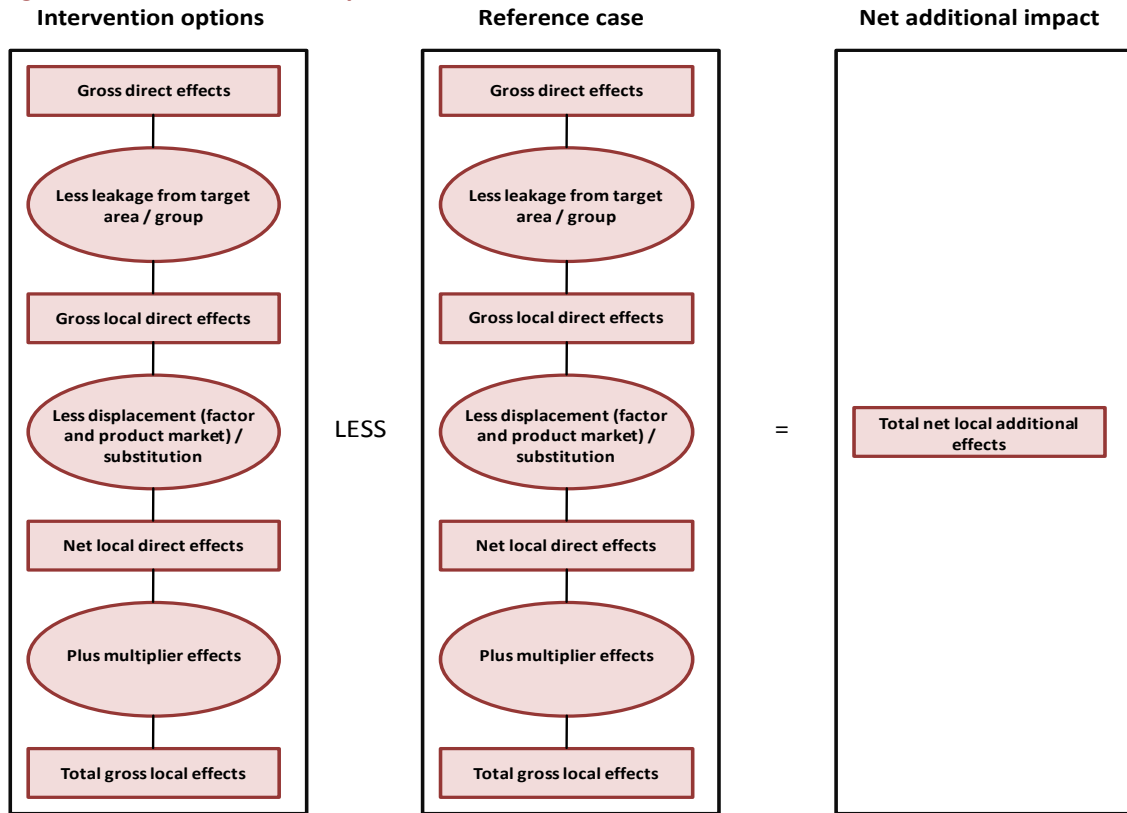 Intervention options
Gross direct effects
Less leakage from target
area / group
Gross local direct effects
Less displacement (factor
and product market) /
substitution
Net local direct effects
Plus multiplier effects
Total gross local effects
LESS
Reference case
Gross direct effects
Less leakage from target
area / group
Gross local direct effects
Less displacement (factor
and product market) /
substitution
Net local direct effects
Plus multiplier effects
Total gross local effects
=
Net additional impact
Total net local additional
effects